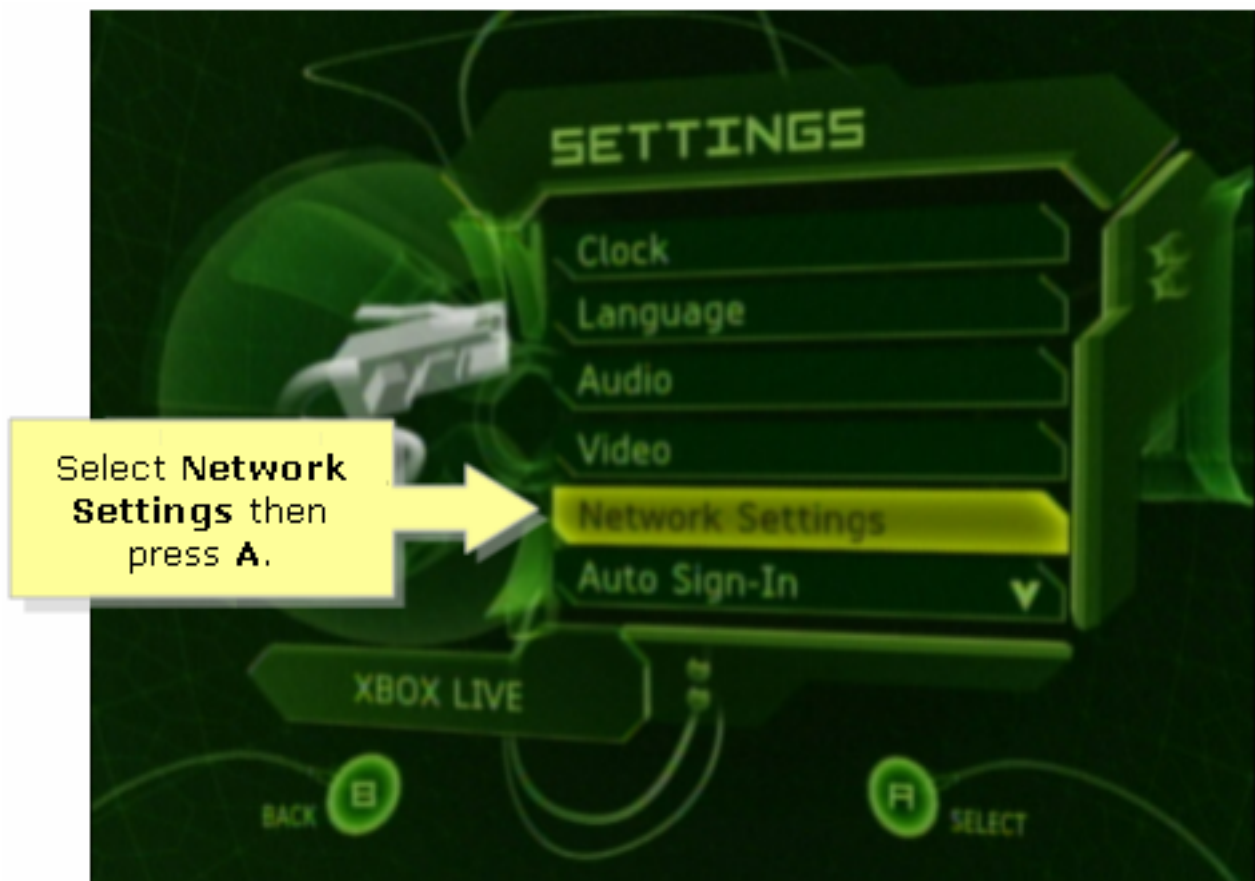 SETTINGS
Clock
Language
Audio
Video
Network Settings
Auto Sign-In
Select Network
Settings then
press A.
XBOX LIVE
BACK B
A SELECT